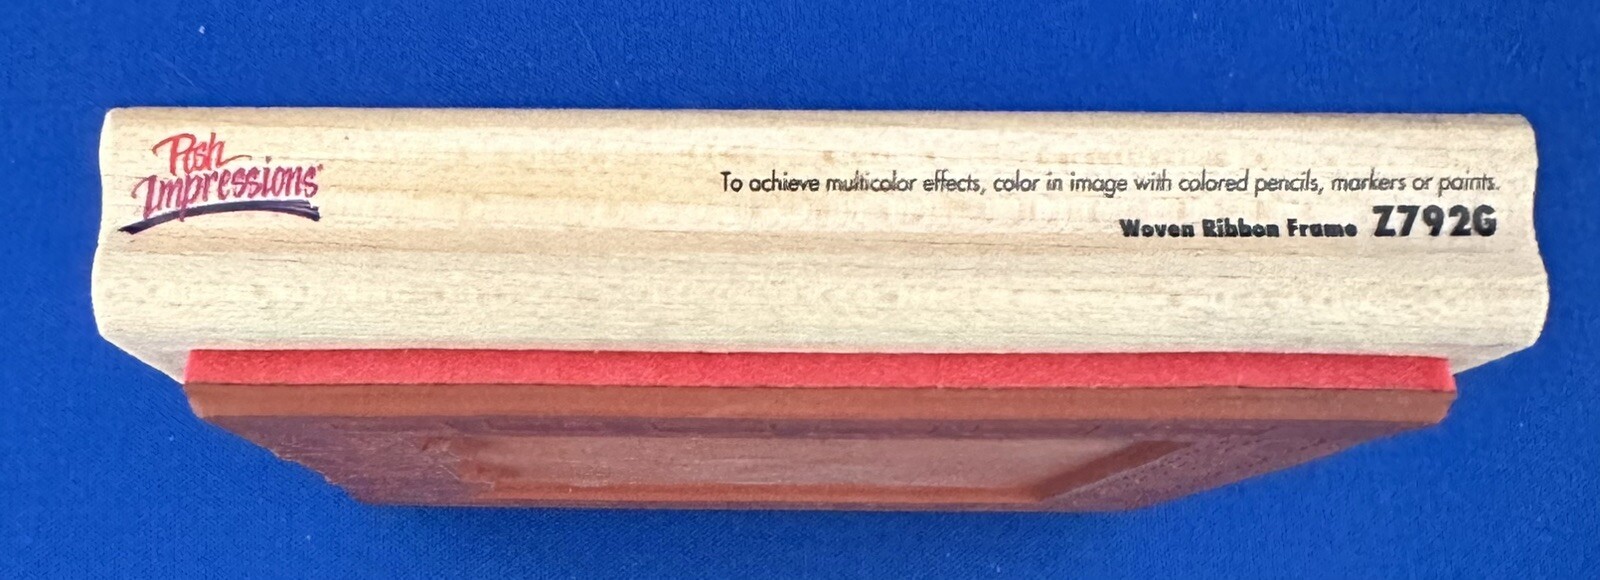 Posh
Impressions
To achieve multicolor effects, color in image with colored pencils, markers or paints.
Woven Ribbon Frame Z792G